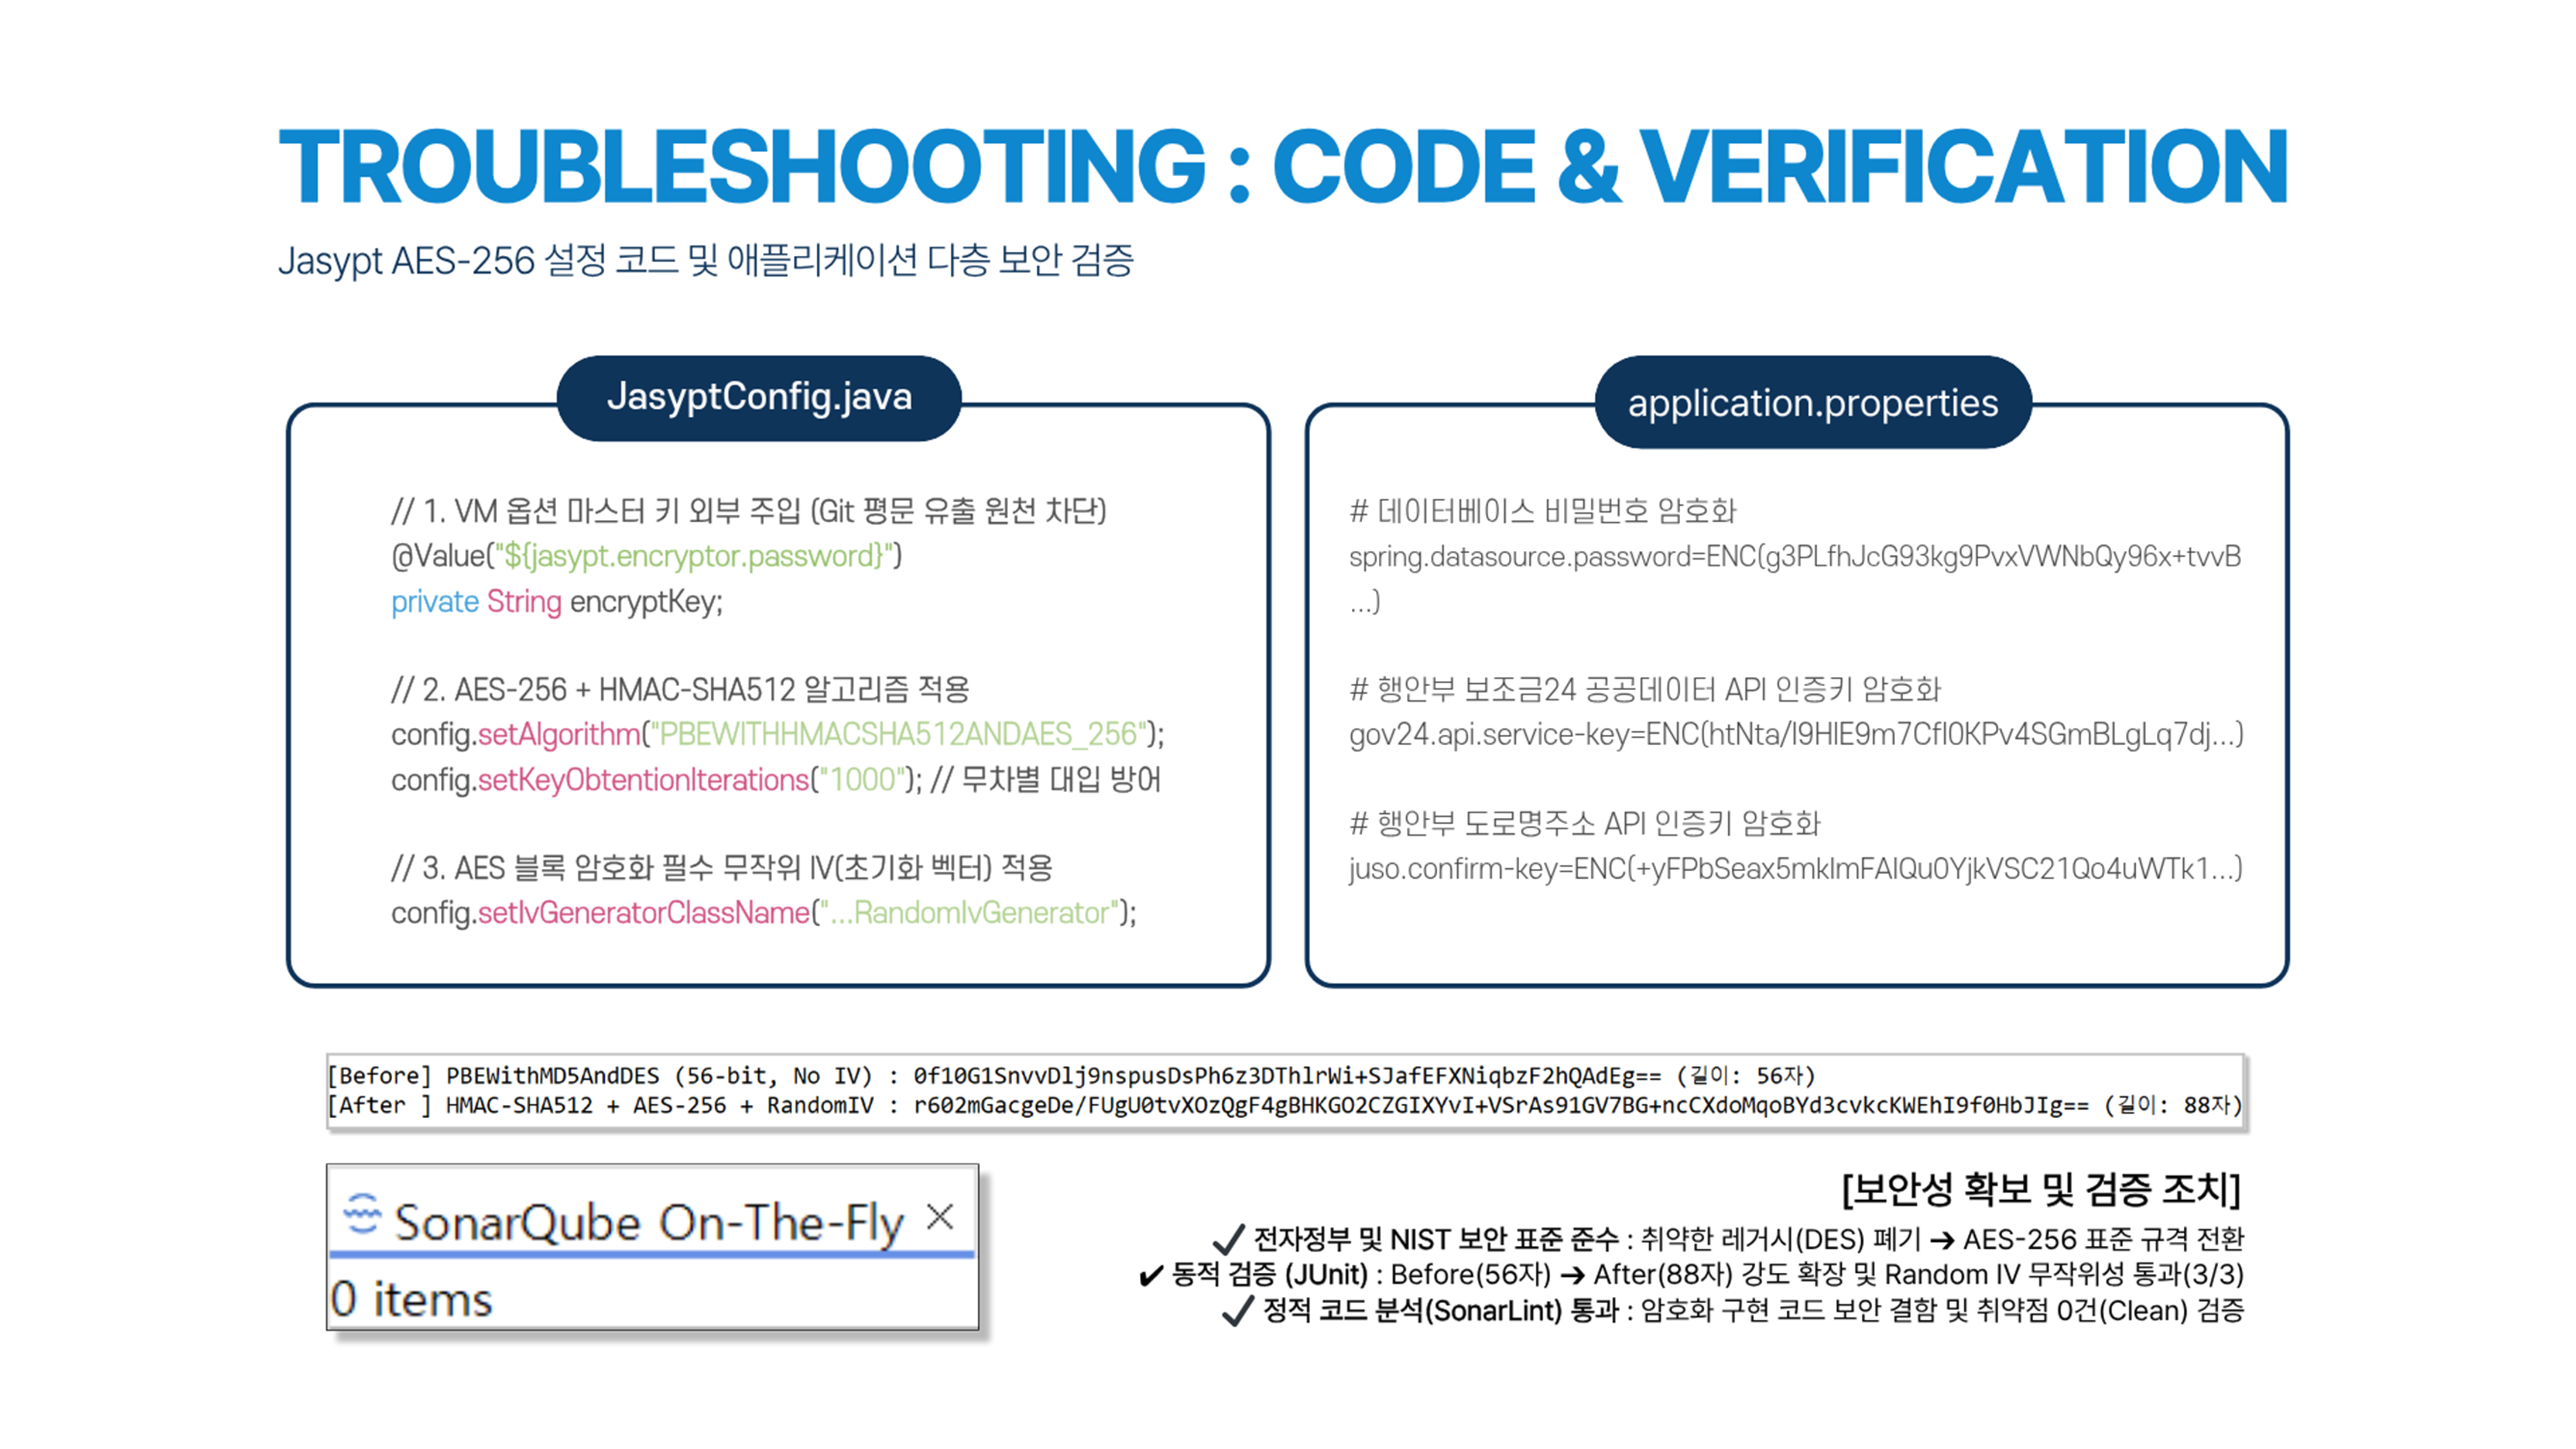 TROUBLESHOOTING : CODE & VERIFICATION
Jasypt AES-256 설정 코드 및 애플리케이션 다층 보안 검증
JasyptConfig.java
// 1. VM 옵션 마스터 키 외부 주입 (Git 평문 유출 원천 차단)
@Value("${jasypt.encryptor.password}")
private String encryptKey;
// 2. AES-256 + HMAC-SHA512 알고리즘 적용
config.setAlgorithm("PBEWITHHMACSHA512ANDAES_256");
config.setKeyObtentionIterations("1000"); // 무차별 대입 방어
// 3. AES 블록 암호화 필수 무작위 IV(초기화 벡터) 적용
config.setIvGeneratorClassName("...RandomIvGenerator");
application.properties
# 데이터베이스 비밀번호 암호화
spring.datasource.password=ENC(g3PLfhJcG93kg9PvxVWNbQy96x+tvvB
...)
# 행안부 보조금24 공공데이터 API 인증키 암호화
gov24.api.service-key=ENC(htNta/I9HIE9m7CfI0KPv4SGmBLgLq7dj...)
# 행안부 도로명주소 API 인증키 암호화
juso.confirm-key=ENC(+yFPbSeax5mkImFAIQu0YjkVSC21Qo4uWTk1...)
[Before] PBEWithMD5AndDES (56-bit, No IV) : 0f10G1SnvvDlj9nspusDsPh6z3DThlrWi+SJafEFXNiqbzF2hQAdEg== (길이: 56자)
[After ] HMAC-SHA512 + AES-256 + RandomIV : r602mGacgeDe/FUgU0tvXOzQgF4gBHKGO2CZGIXYvI+VSrAs91GV7BG+ncCXdoMqoBYd3cvkcKWEhI9f0HbJIg== (길이: 88자)
SonarQube On-The-Fly ×
0 items
[보안성 확보 및 검증 조치]
✓ 전자정부 및 NIST 보안 표준 준수 : 취약한 레거시(DES) 폐기 → AES-256 표준 규격 전환
✔ 동적 검증 (JUnit) : Before(56자) → After(88자) 강도 확장 및 Random IV 무작위성 통과(3/3)
✓ 정적 코드 분석(SonarLint) 통과 : 암호화 구현 코드 보안 결함 및 취약점 0건(Clean) 검증